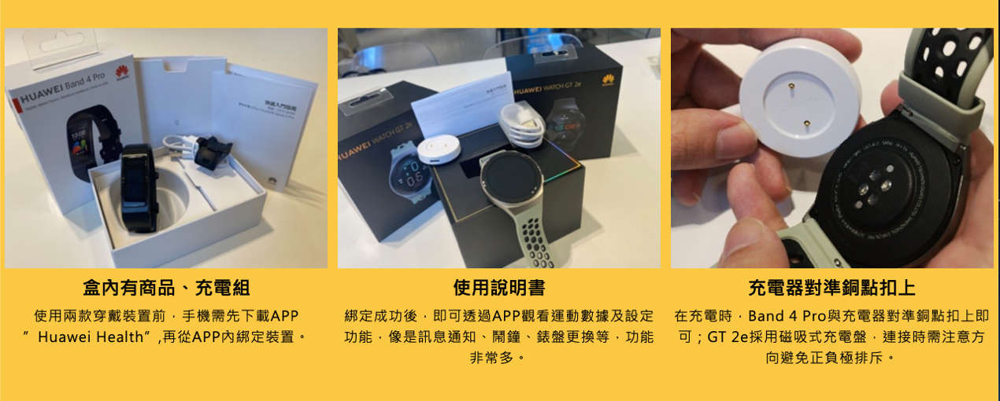 HUAWEI Band 4 Pro
快速入門指南
HUAWEI WATCH GT 2e
HUAWEI WATCH GT 2e
盒內有商品、充電組
使用兩款穿戴裝置前，手機需先下載APP
”Huawei Health”,再從APP內綁定裝置。
使用說明書
綁定成功後，即可透過APP觀看運動數據及設定
功能，像是訊息通知、鬧鐘、錶盤更換等，功能
非常多。
充電器對準銅點扣上
在充電時，Band 4 Pro與充電器對準銅點扣上即
可；GT 2e採用磁吸式充電盤，連接時需注意方
向避免正負極排斥。